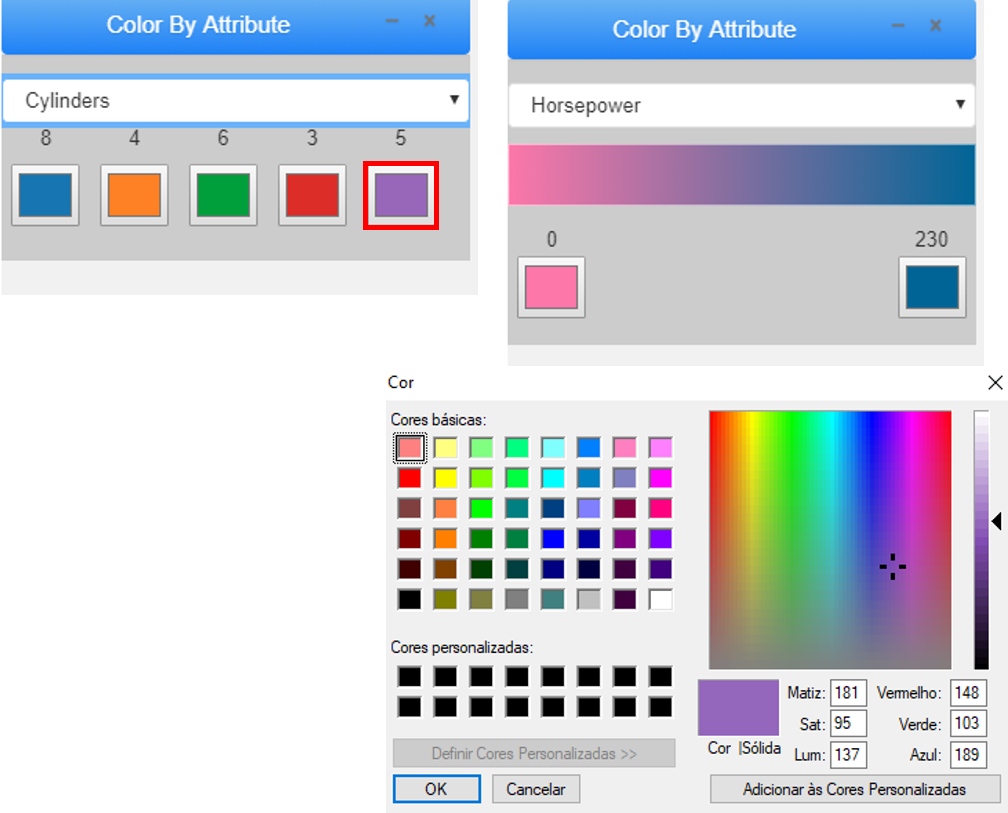 Color By Attribute
Cylinders
8 4 6 3 5
Color By Attribute
Horsepower
0 230
Cor
Cores básicas:
Cores personalizadas:
Definir Cores Personalizadas >>
OK Cancelar
Cor |Sólida
Matiz: 181 Vermelho: 148
Sat: 95 Verde: 103
Lum: 137 Azul: 189
Adicionar às Cores Personalizadas